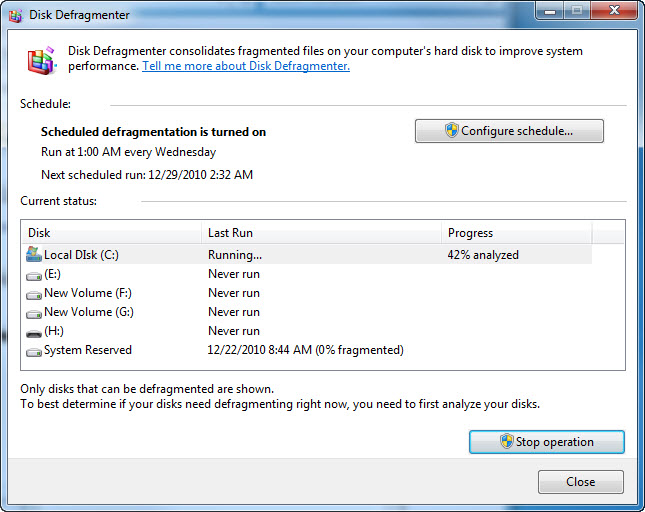 Disk Defragmenter
Disk Defragmenter consolidates fragmented files on your computer's hard disk to improve system
performance. Tell me more about Disk Defragmenter.
Schedule:
Scheduled defragmentation is turned on
Configure schedule...
Run at 1:00 AM every Wednesday
Next scheduled run: 12/29/2010 2:32 AM
Current status:
Disk Last Run Progress
Local DIsk (C:) Running... 42% analyzed
(E:) Never run
New Volume (F:) Never run
New Volume (G:) Never run
(H:) Never run
System Reserved 12/22/2010 8:44 AM (0% fragmented)
Only disks that can be defragmented are shown.
To best determine if your disks need defragmenting right now, you need to first analyze your disks.
Stop operation
Close